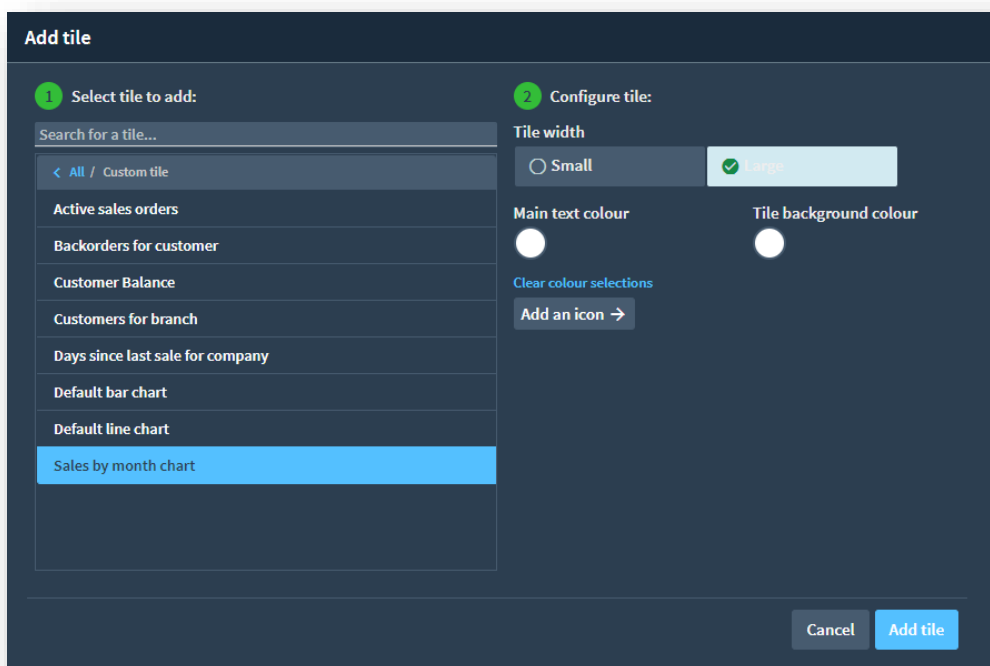 Add tile
1 Select tile to add:
Search for a tile...
< All / Custom tile
Active sales orders
Backorders for customer
Customer Balance
Customers for branch
Days since last sale for company
Default bar chart
Default line chart
Sales by month chart
2 Configure tile:
Tile width
Small
Large
Main text colour
Tile background colour
Clear colour selections
Add an icon →
Cancel
Add tile